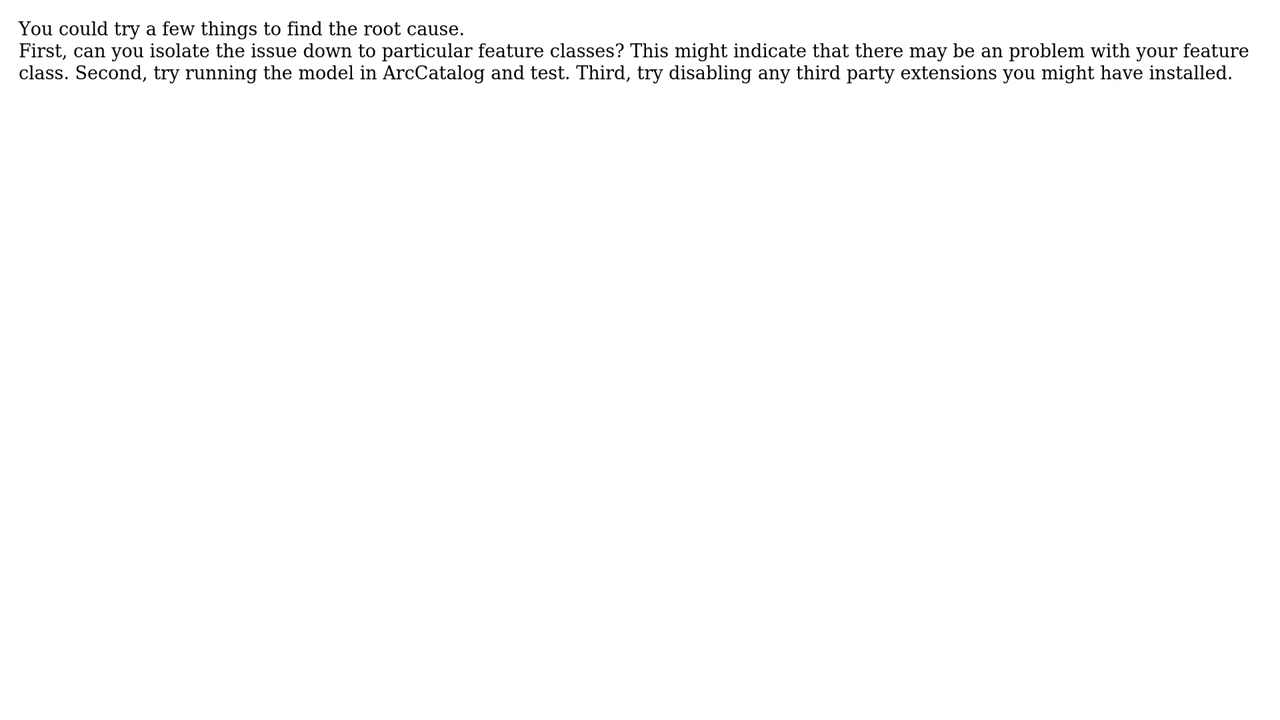 You could try a few things to find the root cause.
First, can you isolate the issue down to particular feature classes? This might indicate that there may be an problem with your feature
class. Second, try running the model in ArcCatalog and test. Third, try disabling any third party extensions you might have installed.